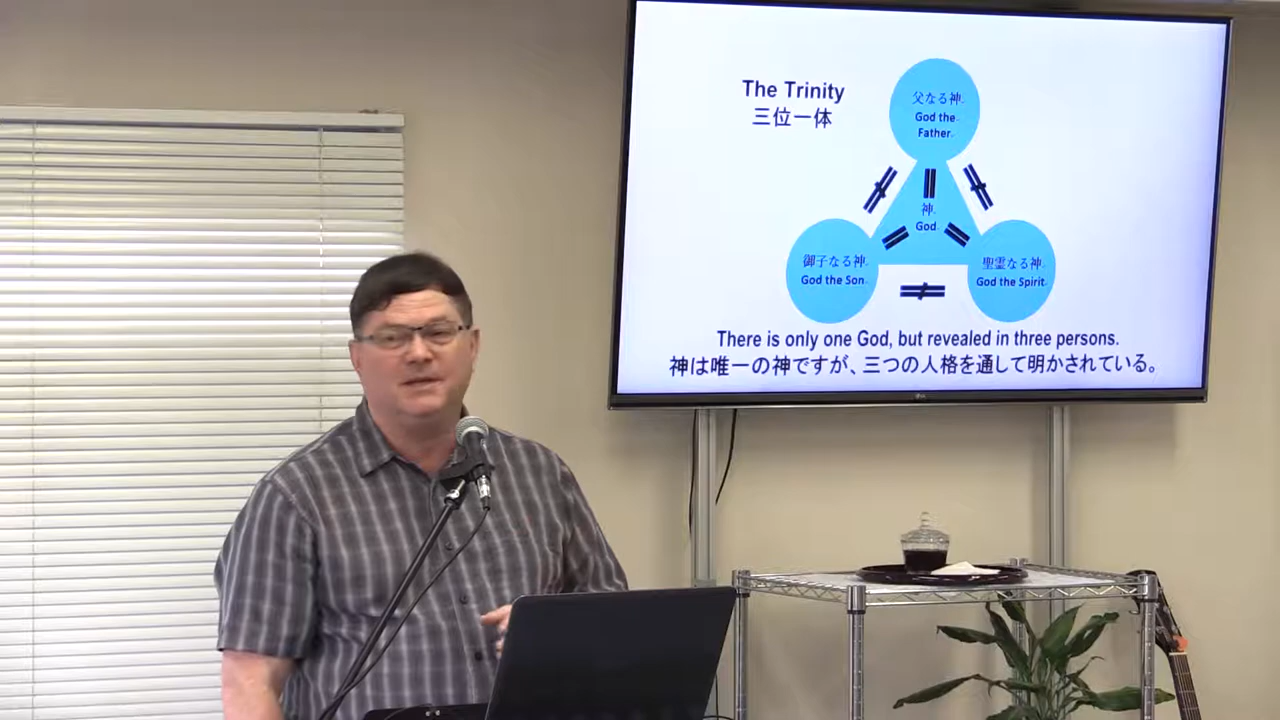 The Trinity
三位一体
父なる神
God the
Father
神
God
御子なる神
God the Son
聖霊なる神
God the Spirit
There is only one God, but revealed in three persons.
神は唯一の神ですが、三つの人格を通して明かされている。
LG